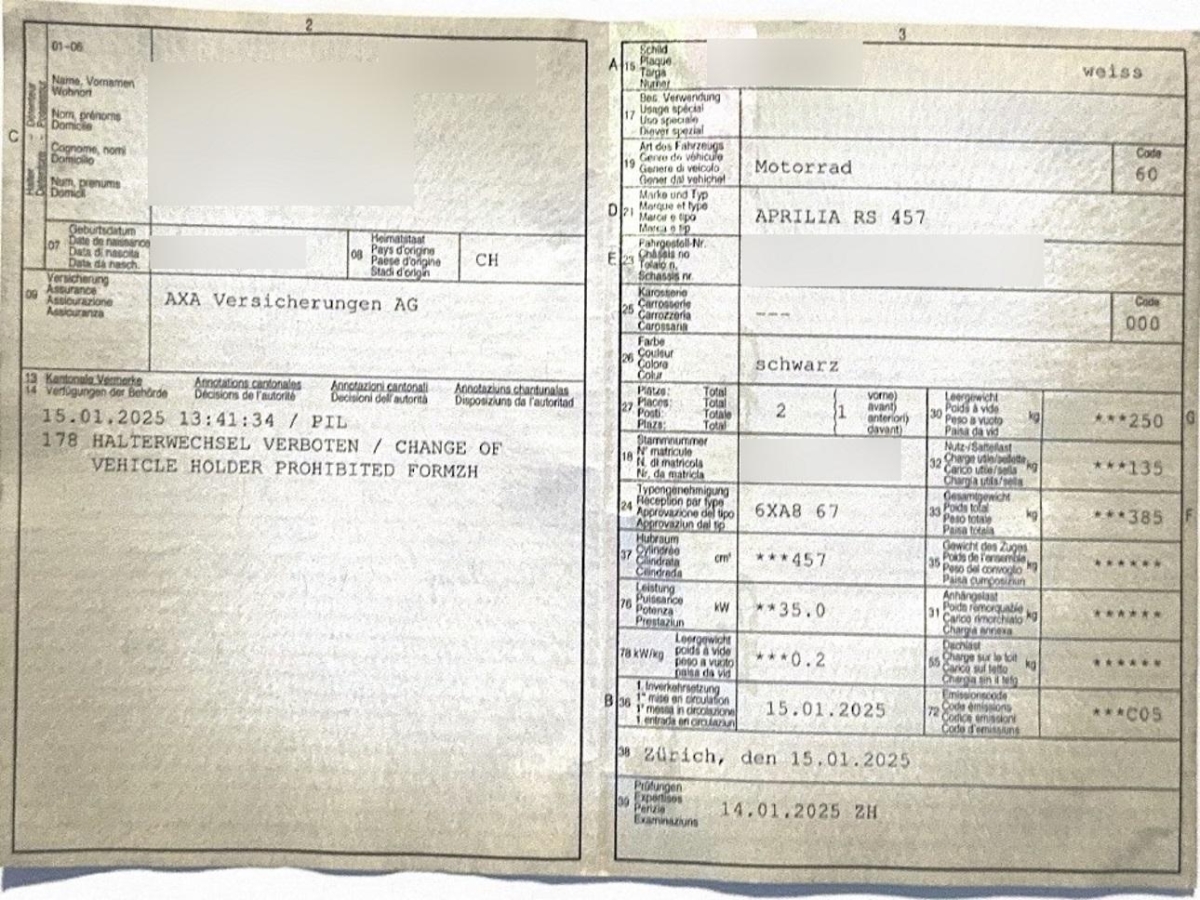 2
01-06
Name, Vornamen
Wohnort
Nom, prénoms
Domicile
Cognome, nomi
Domicilio
Num, prenums
Domicil
C
07 Geburtsdatum
Date de naissance
Data di nascita
Data da nasch.
08 Heimatstaat
Pays d'origine
Paese d'origine
Stadi d'origin
CH
09 Versicherung
Assurance
Assicurazione
Assicuranza
AXA Versicherungen AG
13 Kantonale Vermerke Annotations cantonales Annotazioni cantonali Annotaziuns chantunalas
14 Verfügungen der Behörde Décisions de l'autorité Decisioni dell'autorità Disposiziuns da l'autoritad
15.01.2025 13:41:34 / PIL
178 HALTERWECHSEL VERBOTEN / CHANGE OF
VEHICLE HOLDER PROHIBITED FORMZH
3
A 15 Schild
Plaque
Targa
Numer
weiss
17 Bes. Verwendung
Usage spécial
Uso speciale
Diever spezial
19 Art des Fahrzeugs
Genre de véhicule
Genere di veicolo
Gener dal vehichel
Motorrad
Code
60
D 21 Marke und Typ
Marque et type
Marca e tipo
Marca e tip
APRILIA RS 457
E 23 Fahrgestell-Nr.
Châssis no
Telaio n.
Schassis nr.
25 Karosserie
Carrosserie
Carrozzeria
Carossaria
---
Code
000
26 Farbe
Couleur
Colore
Colur
schwarz
27 Plätze: Total
Places: Total
Posti: Totale
Plazs: Total
2
1
vorne)
avant)
anteriori)
davant)
30 Leergewicht
Poids à vide
Peso a vuoto
Paisa da vid
kg
***250
G
18 Stammnummer
N° matricule
N. di matricola
Nr. da matricla
32 Nutz-/Sattellast
Charge utile/sellette
Carico utile/sella
Chargia utila/sella
kg
***135
24 Typengenehmigung
Réception par type
Approvazione del tipo
Approvaziun dal tip
6XA8 67
33 Gesamtgewicht
Poids total
Peso totale
Paisa totala
kg
***385
F
37 Hubraum
Cylindrée
Cilindrata
Cilindrada
cm³
***457
35 Gewicht des Zuges
Poids de l'ensemble
Peso del convoglio
Paisa cumposiziun
kg
******
76 Leistung
Puissance
Potenza
Prestaziun
kW
**35.0
31 Anhängelast
Poids remorquable
Carico rimorchiato
Chargia annexa
kg
******
78 kW/kg
Leergewicht
poids à vide
peso a vuoto
paisa da vid
***0.2
55 Dachlast
Charge sur le toit
Carico sul tetto
Chargia sin il tetg
kg
******
B 36 1. Inverkehrsetzung
1re mise en circulation
1a messa in circolazione
1. entrada en circulaziun
15.01.2025
72 Emissionscode
Code émissions
Codice emissioni
Code d'emissiuns
***C05
38 Zürich, den 15.01.2025
39 Prüfungen
Expertises
Perizie
Examinaziuns
14.01.2025 ZH